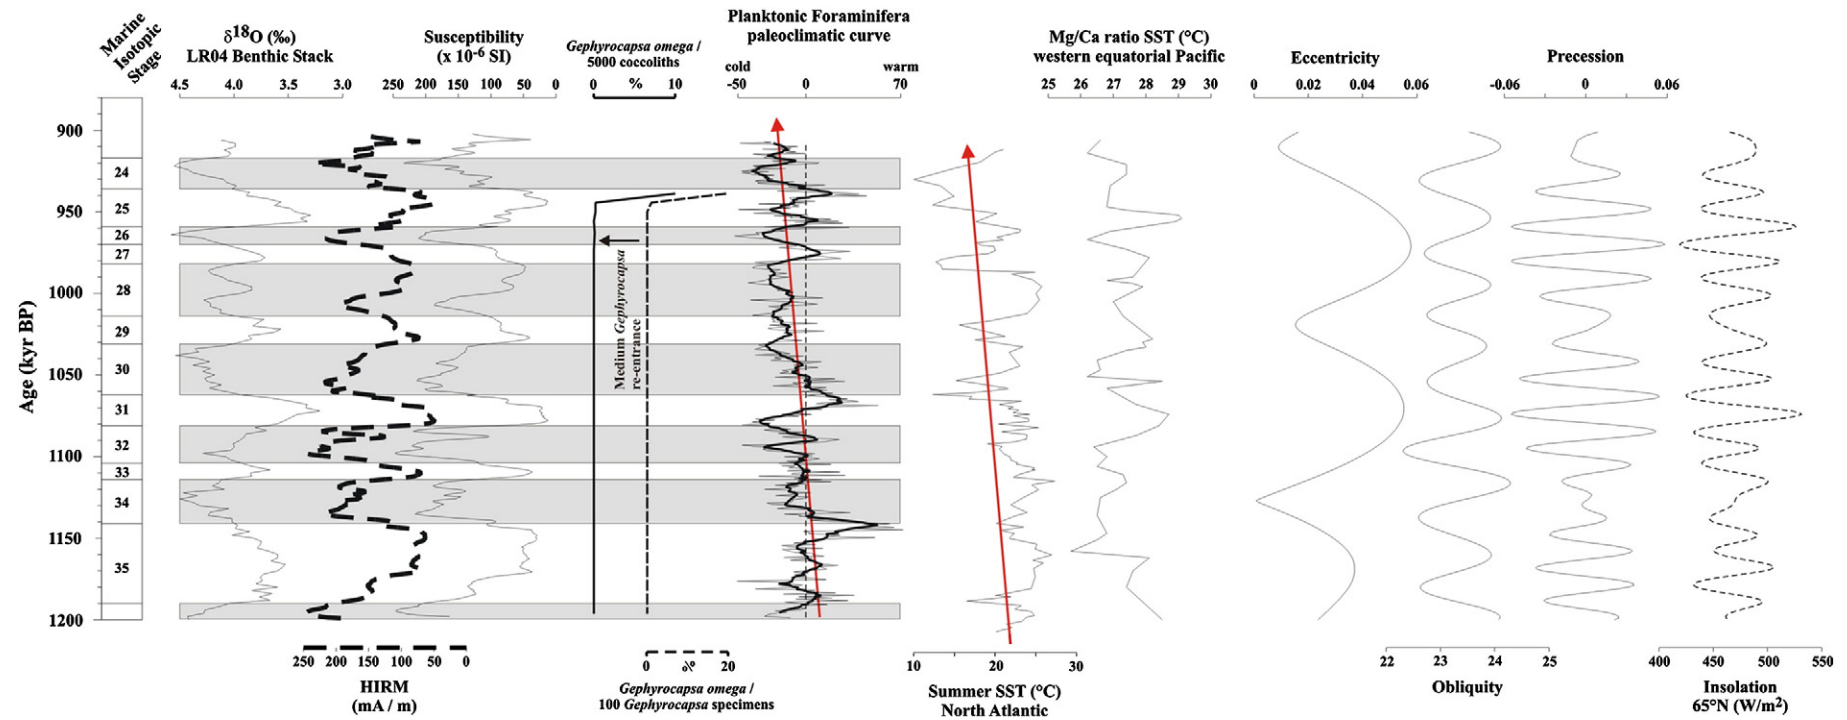 Marine
Isotopic
Stage
δ18O (‰)
LR04 Benthic Stack
4.5 4.0 3.5 3.0
Susceptibility
(x 10-6 SI)
250 200 150 100 50 0
Gephyrocapsa omega /
5000 coccoliths
0 % 10
Planktonic Foraminifera
paleoclimatic curve
cold warm
-50 0 70
Mg/Ca ratio SST (°C)
western equatorial Pacific
25 26 27 28 29 30
Eccentricity
0 0.02 0.04 0.06
Precession
-0.06 0 0.06
Age (kyr BP)
900
950
1000
1050
1100
1150
1200
24
25
26
27
28
29
30
31
32
33
34
35
Medium Gephyrocapsa
re-entrance
250 200 150 100 50 0
HIRM
(mA / m)
0 % 20
Gephyrocapsa omega /
100 Gephyrocapsa specimens
10 20 30
Summer SST (°C)
North Atlantic
22 23 24 25
Obliquity
400 450 500 550
Insolation
65°N (W/m2)